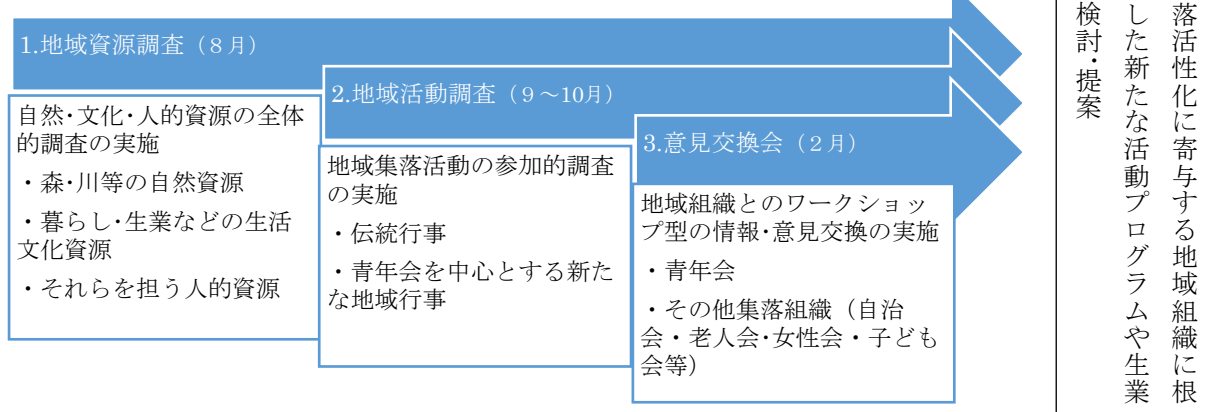 1.地域資源調査（８月）
自然･文化･人的資源の全体
的調査の実施
・森･川等の自然資源
・暮らし･生業などの生活
文化資源
・それらを担う人的資源
2.地域活動調査（９～10月）
地域集落活動の参加的調査
の実施
・伝統行事
・青年会を中心とする新た
な地域行事
3.意見交換会（２月）
地域組織とのワークショッ
プ型の情報･意見交換の実施
・青年会
・その他集落組織（自治
会・老人会･女性会・子ども
会等）
落活性化に寄与する地域組織に根
した新たな活動プログラムや生業
検討･提案